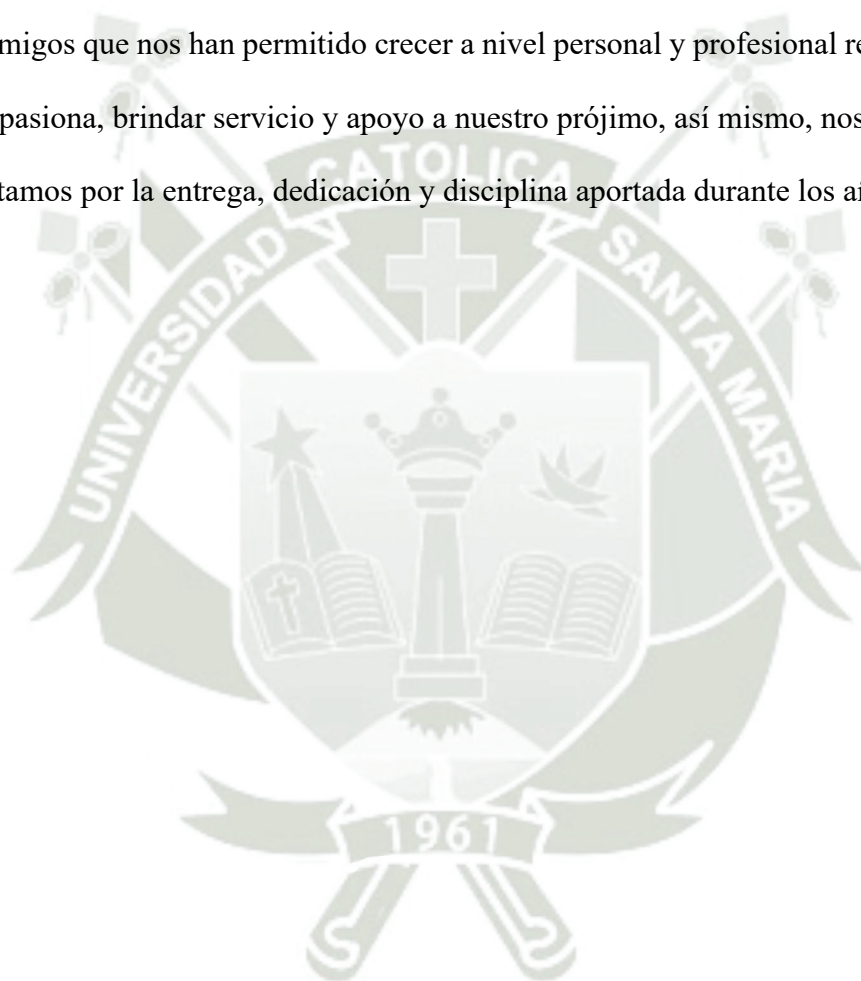 migos que nos han permitido crecer a nivel personal y profesional re
pasiona, brindar servicio y apoyo a nuestro prójimo, así mismo, nos
tamos por la entrega, dedicación y disciplina aportada durante los añ
UNIVERSIDAD CATOLICA SANTA MARIA
1961